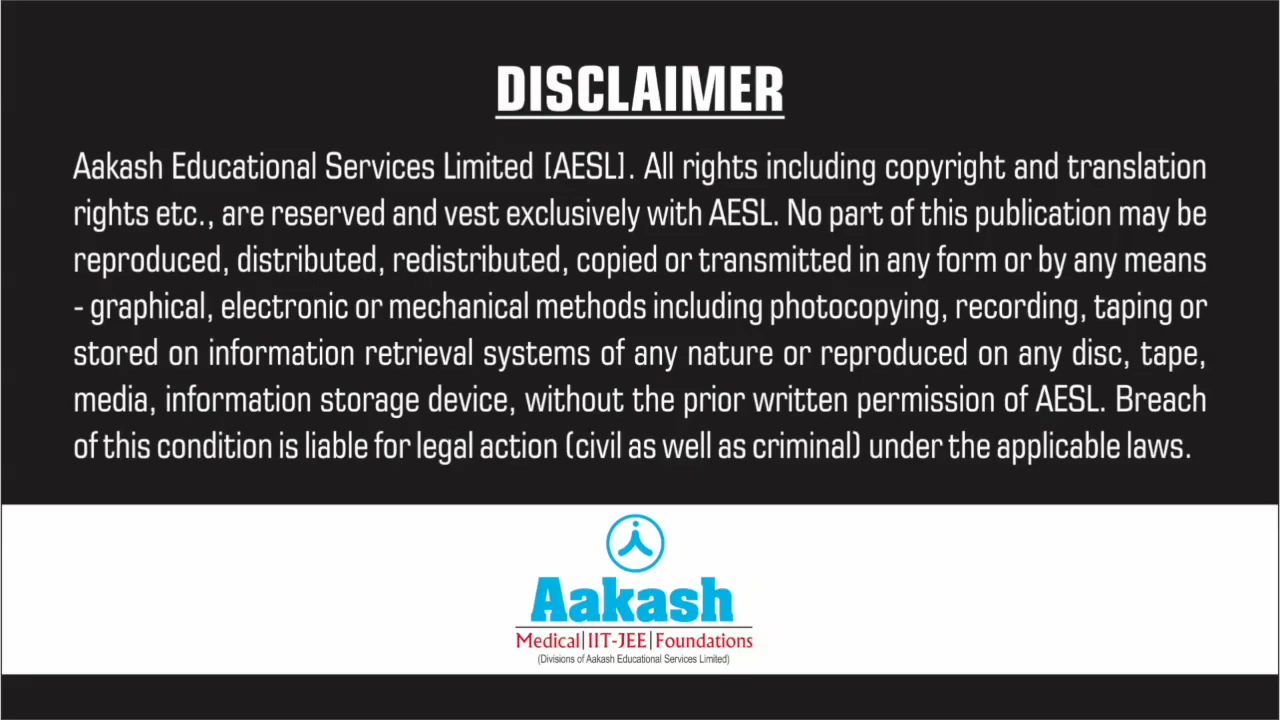 DISCLAIMER
Aakash Educational Services Limited [AESL]. All rights including copyright and translation
rights etc., are reserved and vest exclusively with AESL. No part of this publication may be
reproduced, distributed, redistributed, copied or transmitted in any form or by any means
- graphical, electronic or mechanical methods including photocopying, recording, taping or
stored on information retrieval systems of any nature or reproduced on any disc, tape,
media, information storage device, without the prior written permission of AESL. Breach
of this condition is liable for legal action (civil as well as criminal) under the applicable laws.
Aakash
Medical|IIT-JEE|Foundations
(Divisions of Aakash Educational Services Limited)